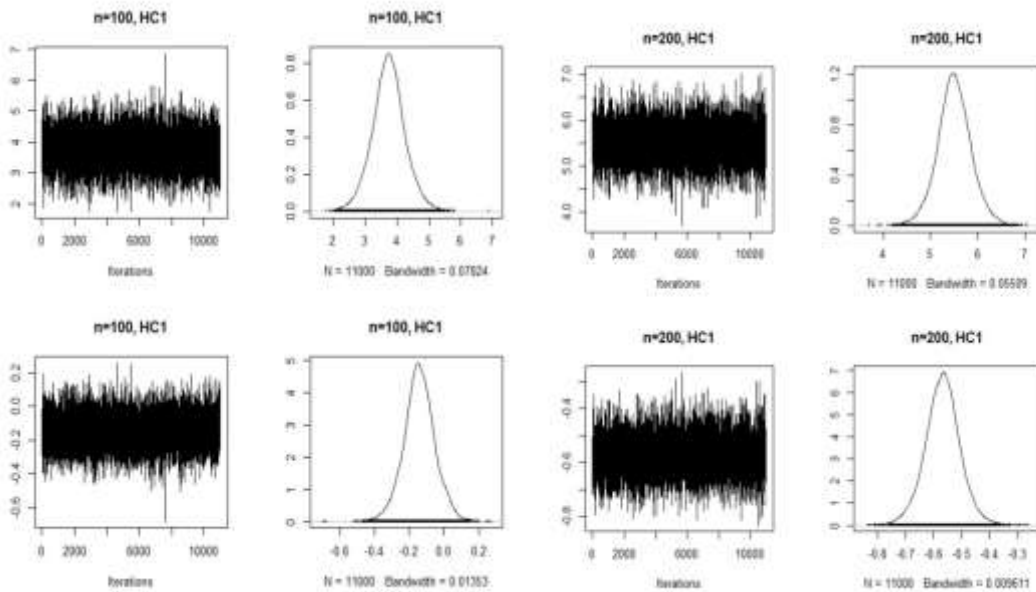 n=100, HC1
7
6
5
4
3
2
0 2000 6000 10000
Iterations
n=100, HC1
0.8
0.6
0.4
0.2
0.0
2 3 4 5 6 7
N = 11000 Bandwidth = 0.07824
n=200, HC1
7.0
6.0
5.0
4.0
0 2000 6000 10000
Iterations
n=200, HC1
1.2
0.8
0.4
0.0
4 5 6 7
N = 11000 Bandwidth = 0.05509
n=100, HC1
0.2
0.0
-0.2
-0.4
-0.6
0 2000 6000 10000
Iterations
n=100, HC1
5
4
3
2
1
0
-0.6 -0.4 -0.2 0.0 0.2
N = 11000 Bandwidth = 0.01353
n=200, HC1
-0.4
-0.6
-0.8
0 2000 6000 10000
Iterations
n=200, HC1
7
6
5
4
3
2
1
0
-0.8 -0.7 -0.6 -0.5 -0.4 -0.3
N = 11000 Bandwidth = 0.009511